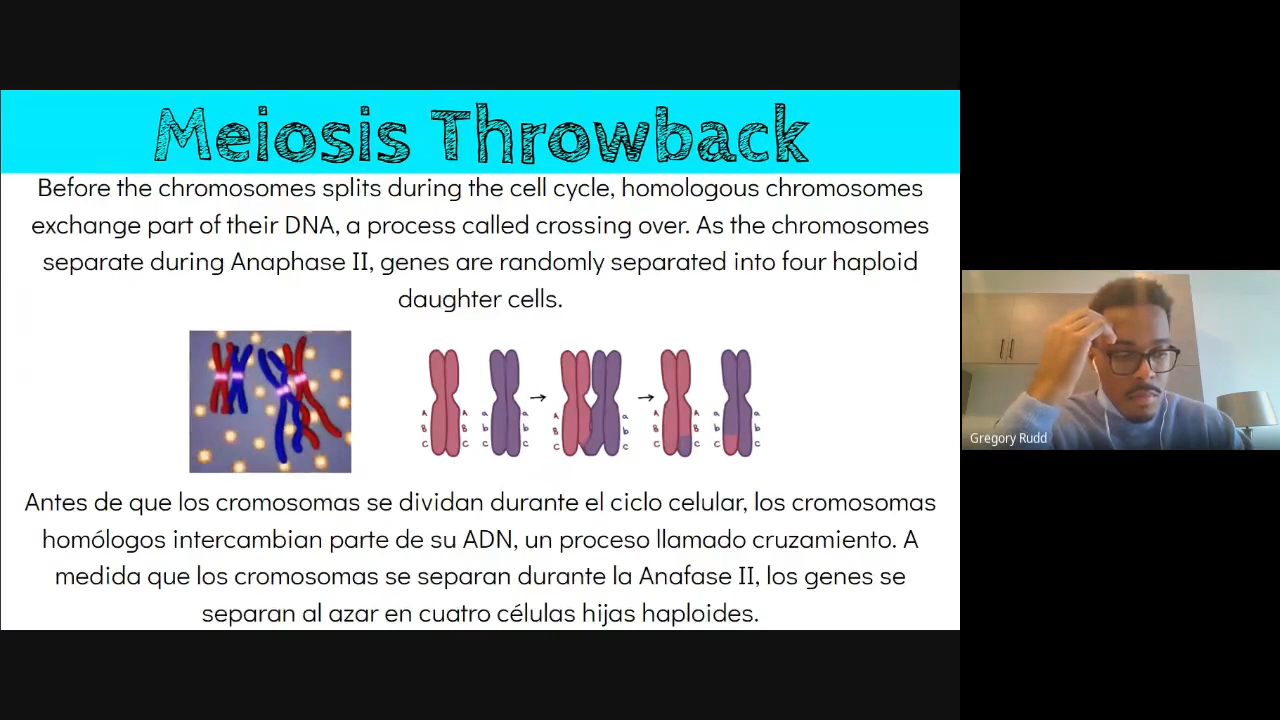 Meiosis Throwback
Before the chromosomes splits during the cell cycle, homologous chromosomes
exchange part of their DNA, a process called crossing over. As the chromosomes
separate during Anaphase II, genes are randomly separated into four haploid
daughter cells.
A A a a A a A a
B B b b B b B b b b
C C c c C c C c c c
Gregory Rudd
Antes de que los cromosomas se dividan durante el ciclo celular, los cromosomas
homólogos intercambian parte de su ADN, un proceso llamado cruzamiento. A
medida que los cromosomas se separan durante la Anafase II, los genes se
separan al azar en cuatro células hijas haploides.